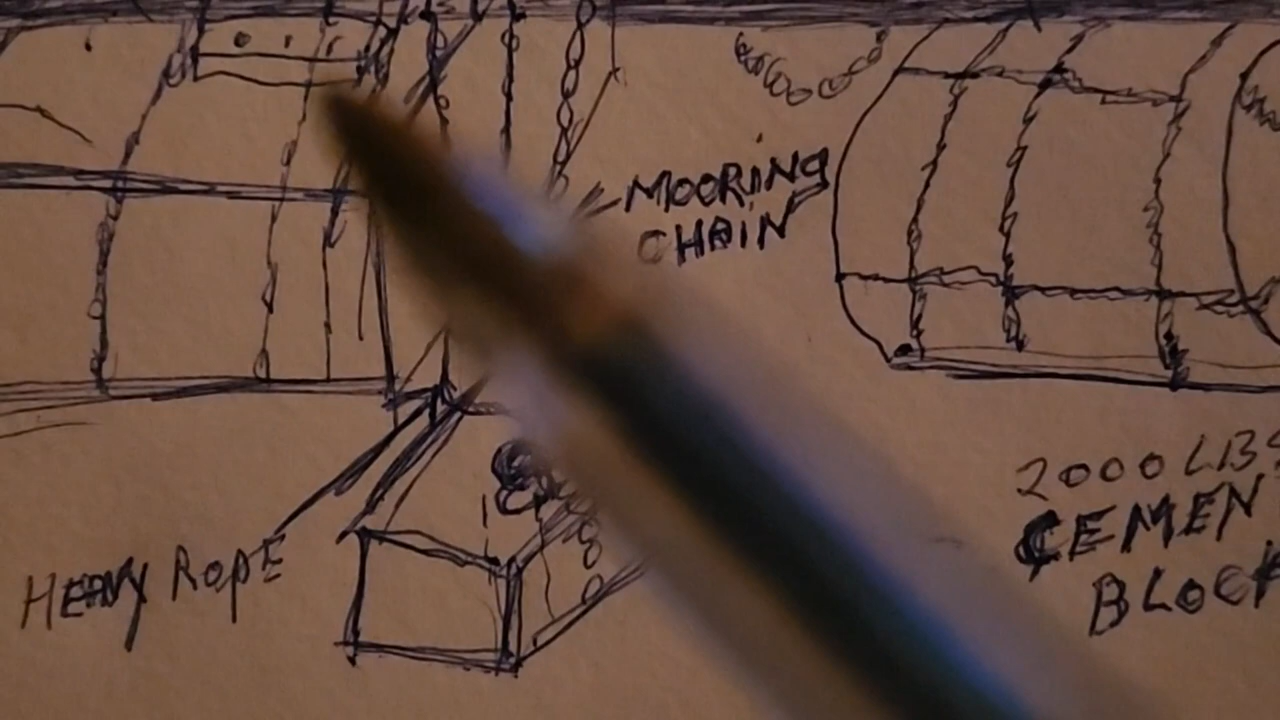 MOORING
CHAIN
HEAVY ROPE
2000 LBS
CEMEN
BLOCK